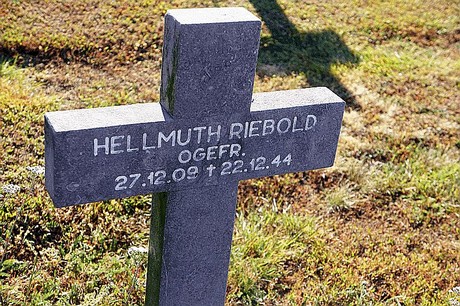 HELLMUTH RIEBOLD
OGEFR.
27.12.09 † 22.12.44